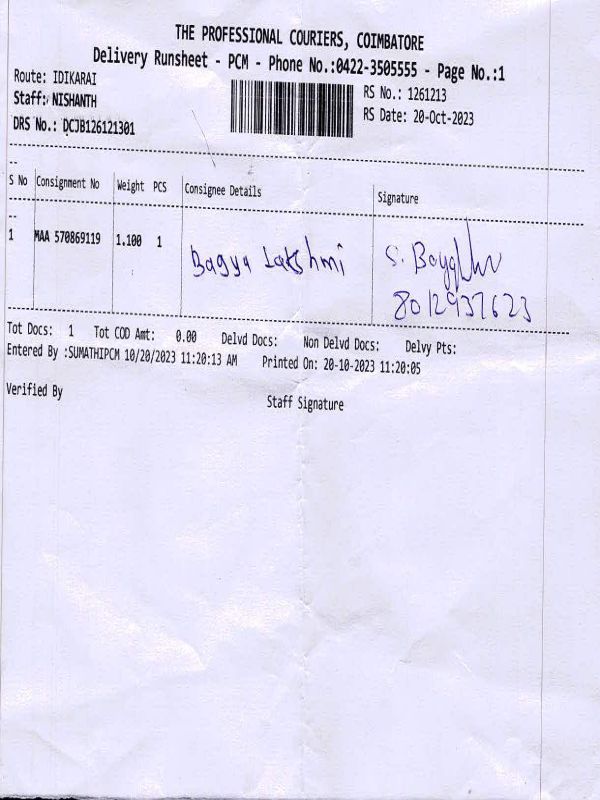 THE PROFESSIONAL COURIERS, COIMBATORE
Delivery Runsheet - PCM - Phone No.:0422-3505555 - Page No.:1
Route: IDIKARAI
RS No.: 1261213
Staff: NISHANTH
RS Date: 20-Oct-2023
DRS No.: DCJB126121301
S No Consignment No Weight PCS Consignee Details Signature
1 MAA 570869119 1.100 1 Bagya Lakshmi S.
8012937623
Tot Docs: 1 Tot COD Amt: 0.00 Delvd Docs: Non Delvd Docs: Delvy Pts:
Entered By :SUMATHIPCM 10/20/2023 11:20:13 AM Printed On: 20-10-2023 11:20:05
Verified By
Staff Signature